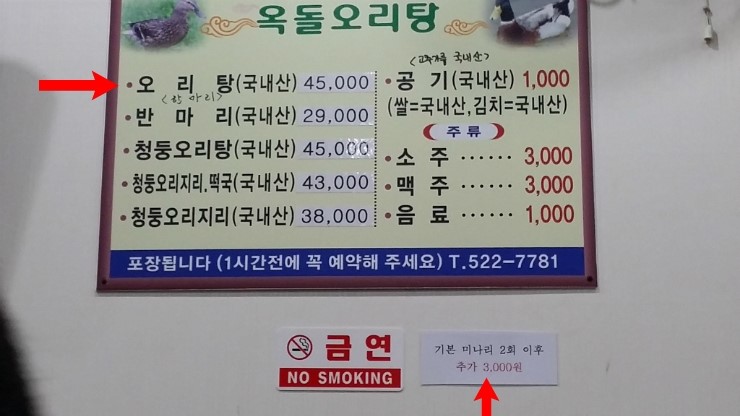 옥돌오리탕
오리탕(국내산) 45,000
(한 마리)
반마리(국내산) 29,000
청둥오리탕(국내산) 45,000
청둥오리지리.떡국(국내산) 43,000
청둥오리지리(국내산) 38,000
(고추가루 국내산)
공기(국내산) 1,000
(쌀=국내산,김치=국내산)
주류
소주 ······ 3,000
맥주 ······ 3,000
음료 ······ 1,000
포장됩니다 (1시간전에 꼭 예약해 주세요) T.522-7781
금연
NO SMOKING
기본 미나리 2회 이후
추가 3,000원